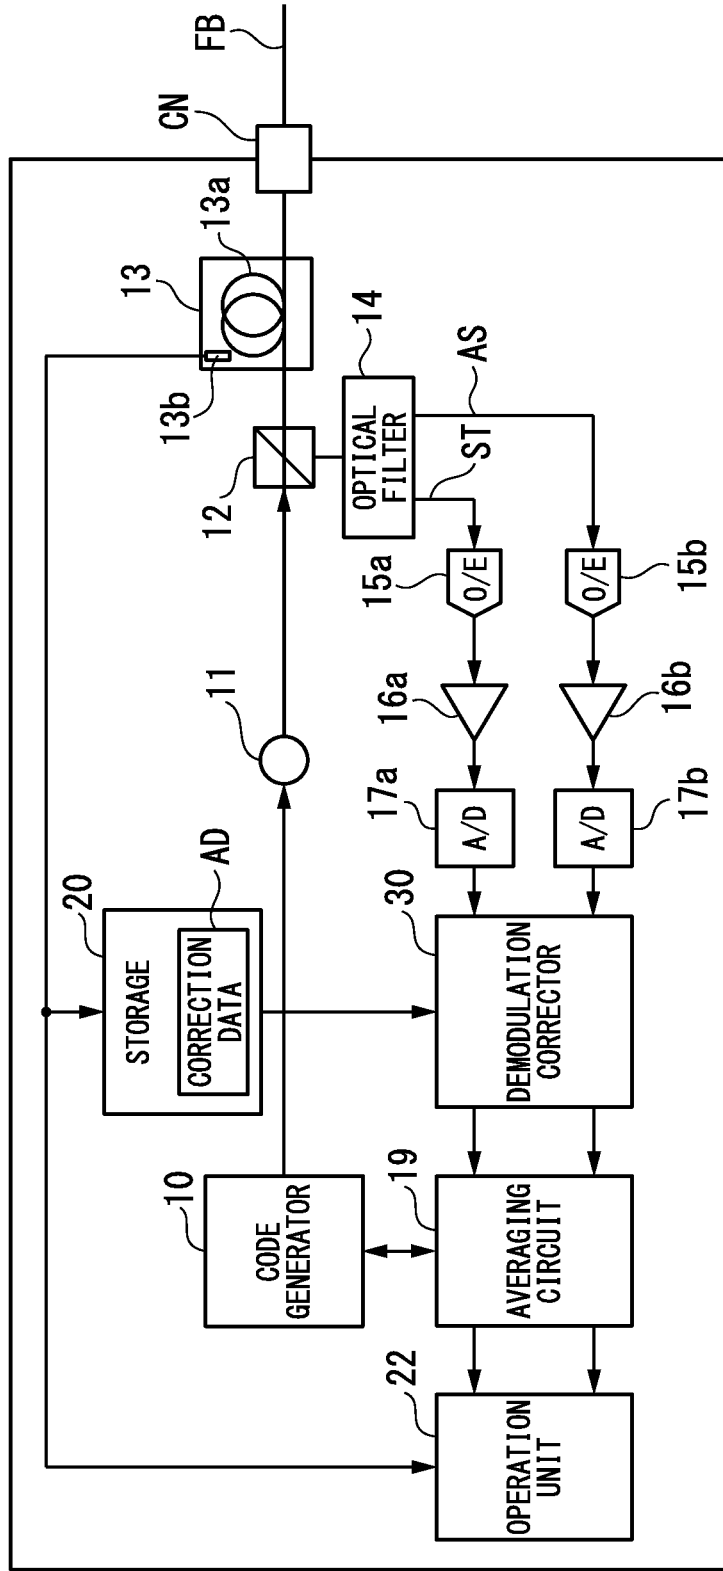 20
STORAGE
AD
CORRECTION
DATA
13
13b
13a
CN
FB
10
CODE
GENERATOR
11
12
14
OPTICAL
FILTER
ST
AS
22
OPERATION
UNIT
19
AVERAGING
CIRCUIT
30
DEMODULATION
CORRECTOR
17a
A/D
16a
15a
O/E
17b
A/D
16b
15b
O/E